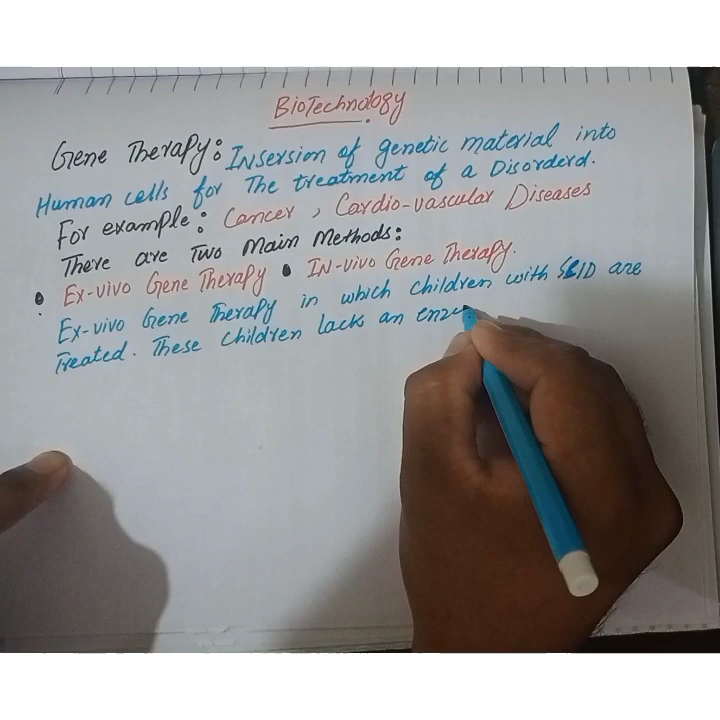 BioTechnology
Gene Therapy: Insersion of genetic material into
Human cells for The treatment of a Disorderd.
For example: Cancer, Cardio-vascular Diseases
There are Two Main Methods:
• Ex-vivo Gene Therapy • IN-vivo Gene Therapy.
Ex-vivo Gene Therapy in which children with SCID are
Treated. These children lack an enzy